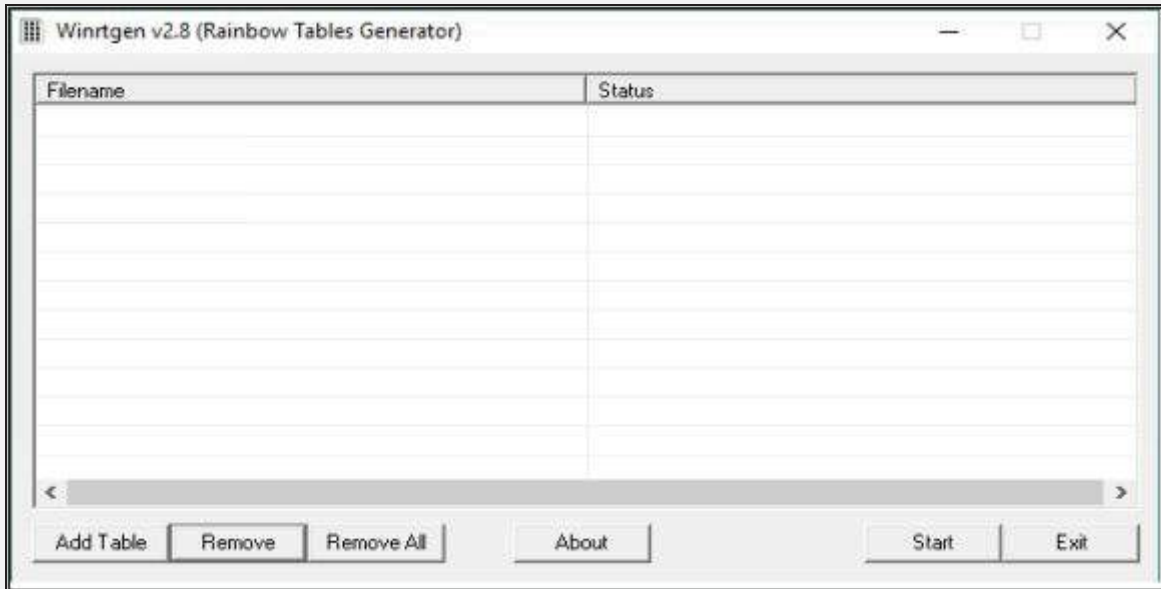 Winrtgen v2.8 (Rainbow Tables Generator)
Filename Status
Add Table Remove Remove All About Start Exit